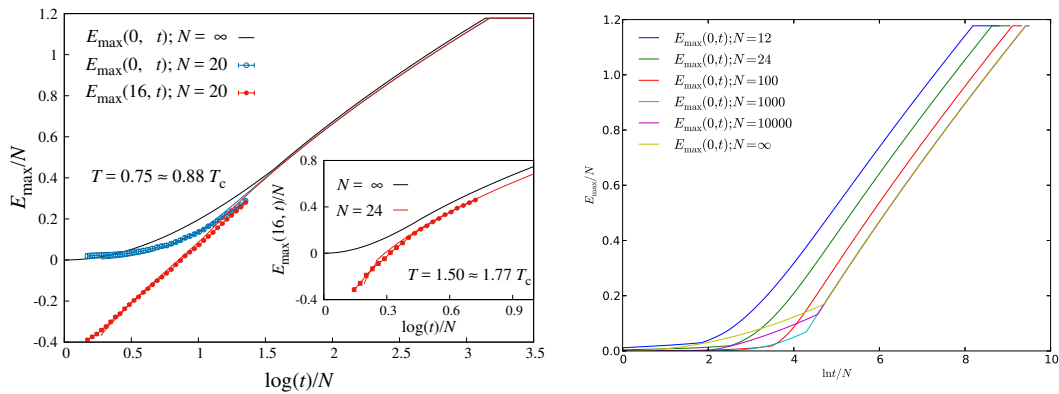 1.2
1
0.8
0.6
0.4
0.2
0
-0.2
-0.4
E_max/N
E_max(0, t); N = ∞
E_max(0, t); N = 20
E_max(16, t); N = 20
T = 0.75 ≈ 0.88 T_c
0.8
0.4
0
-0.4
E_max(16, t)/N
N = ∞
N = 24
T = 1.50 ≈ 1.77 T_c
0 0.3 0.6 0.9
log(t)/N
0 0.5 1 1.5 2 2.5 3 3.5
log(t)/N
1.2
1.0
0.8
0.6
0.4
0.2
0.0
E_max/N
E_max(0,t); N=12
E_max(0,t); N=24
E_max(0,t); N=100
E_max(0,t); N=1000
E_max(0,t); N=10000
E_max(0,t); N=∞
0 2 4 6 8 10
lnt/N